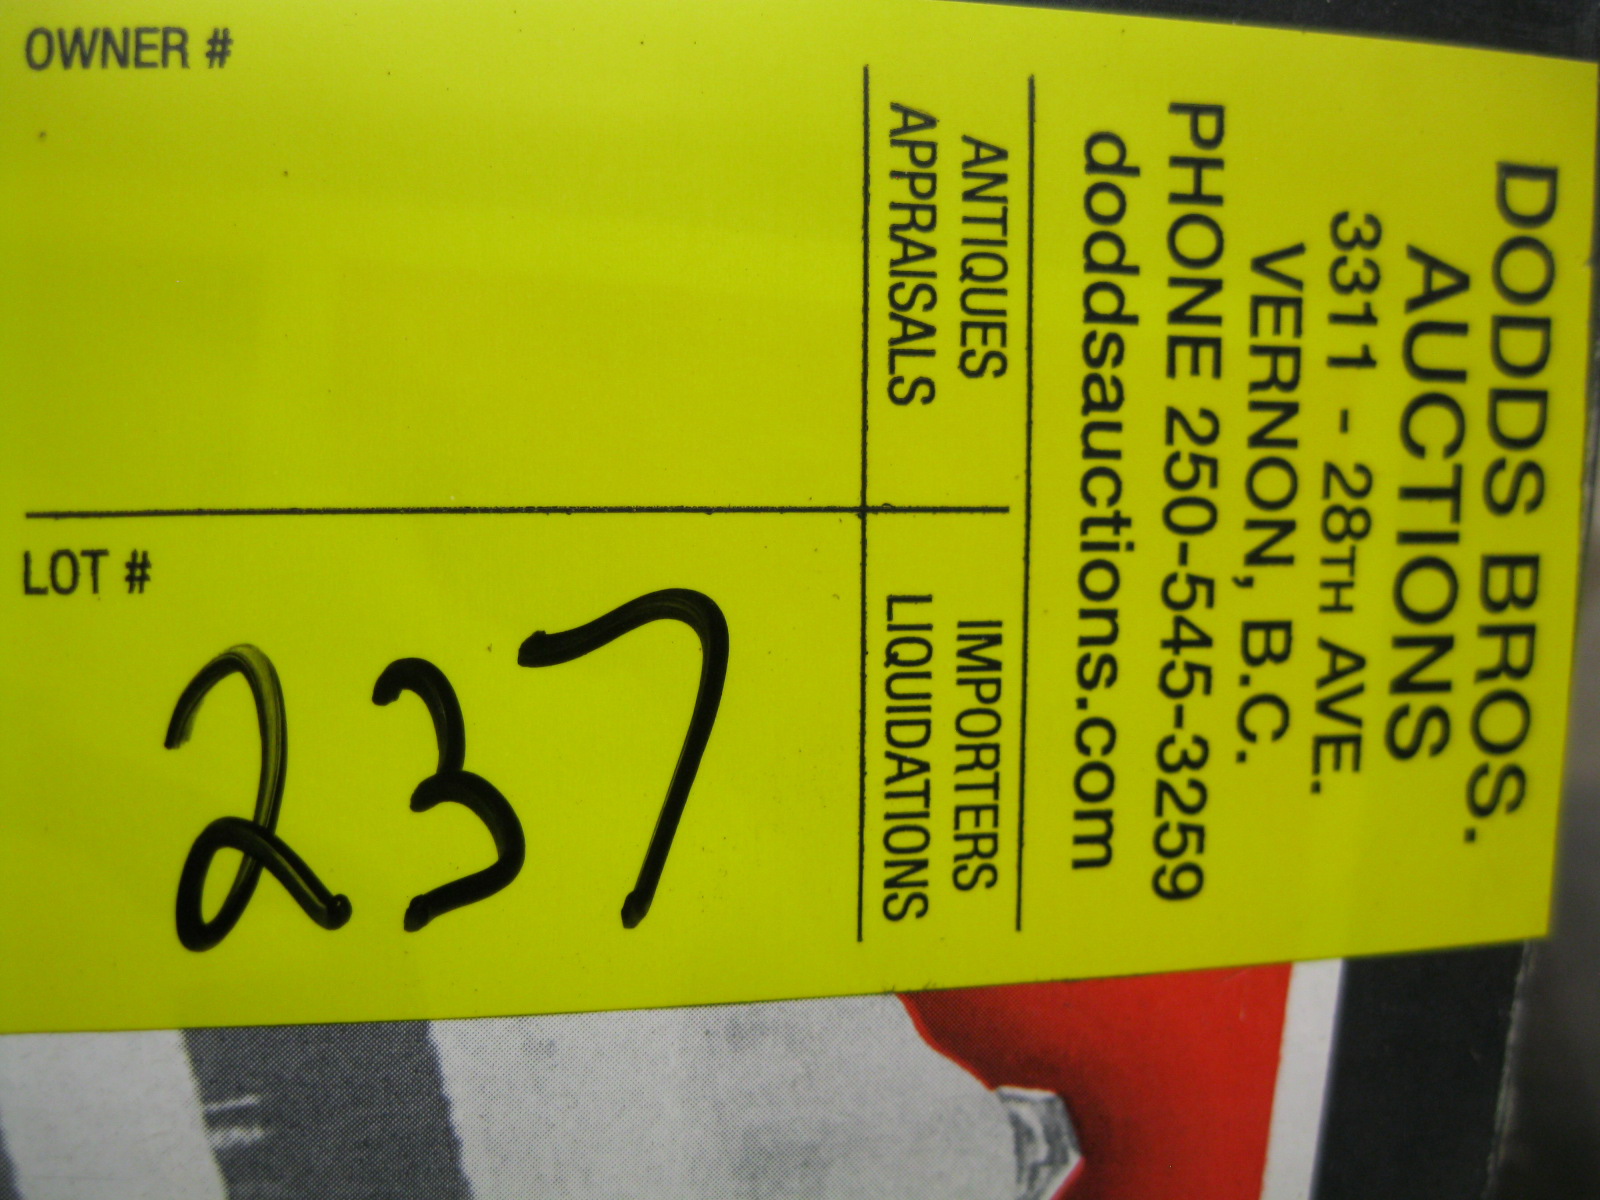 DODDS BROS.
AUCTIONS
3311 - 28TH AVE.
VERNON, B.C.
PHONE 250-545-3259
doddsauctions.com
ANTIQUES
APPRAISALS
IMPORTERS
LIQUIDATIONS
OWNER #
LOT #
237